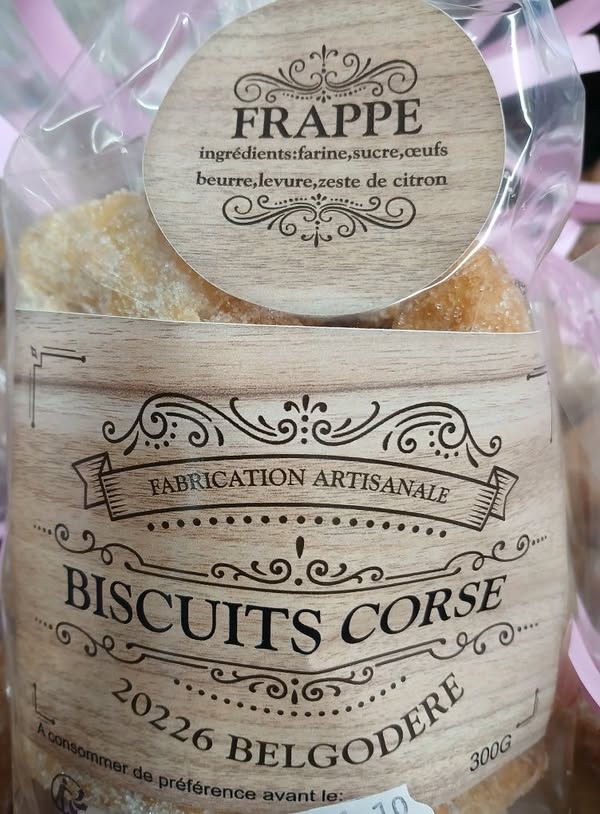 FRAPPE
ingrédients:farine,sucre,œufs
beurre,levure,zeste de citron
FABRICATION ARTISANALE
BISCUITS CORSE
20226 BELGODERE
300G
A consommer de préférence avant le: